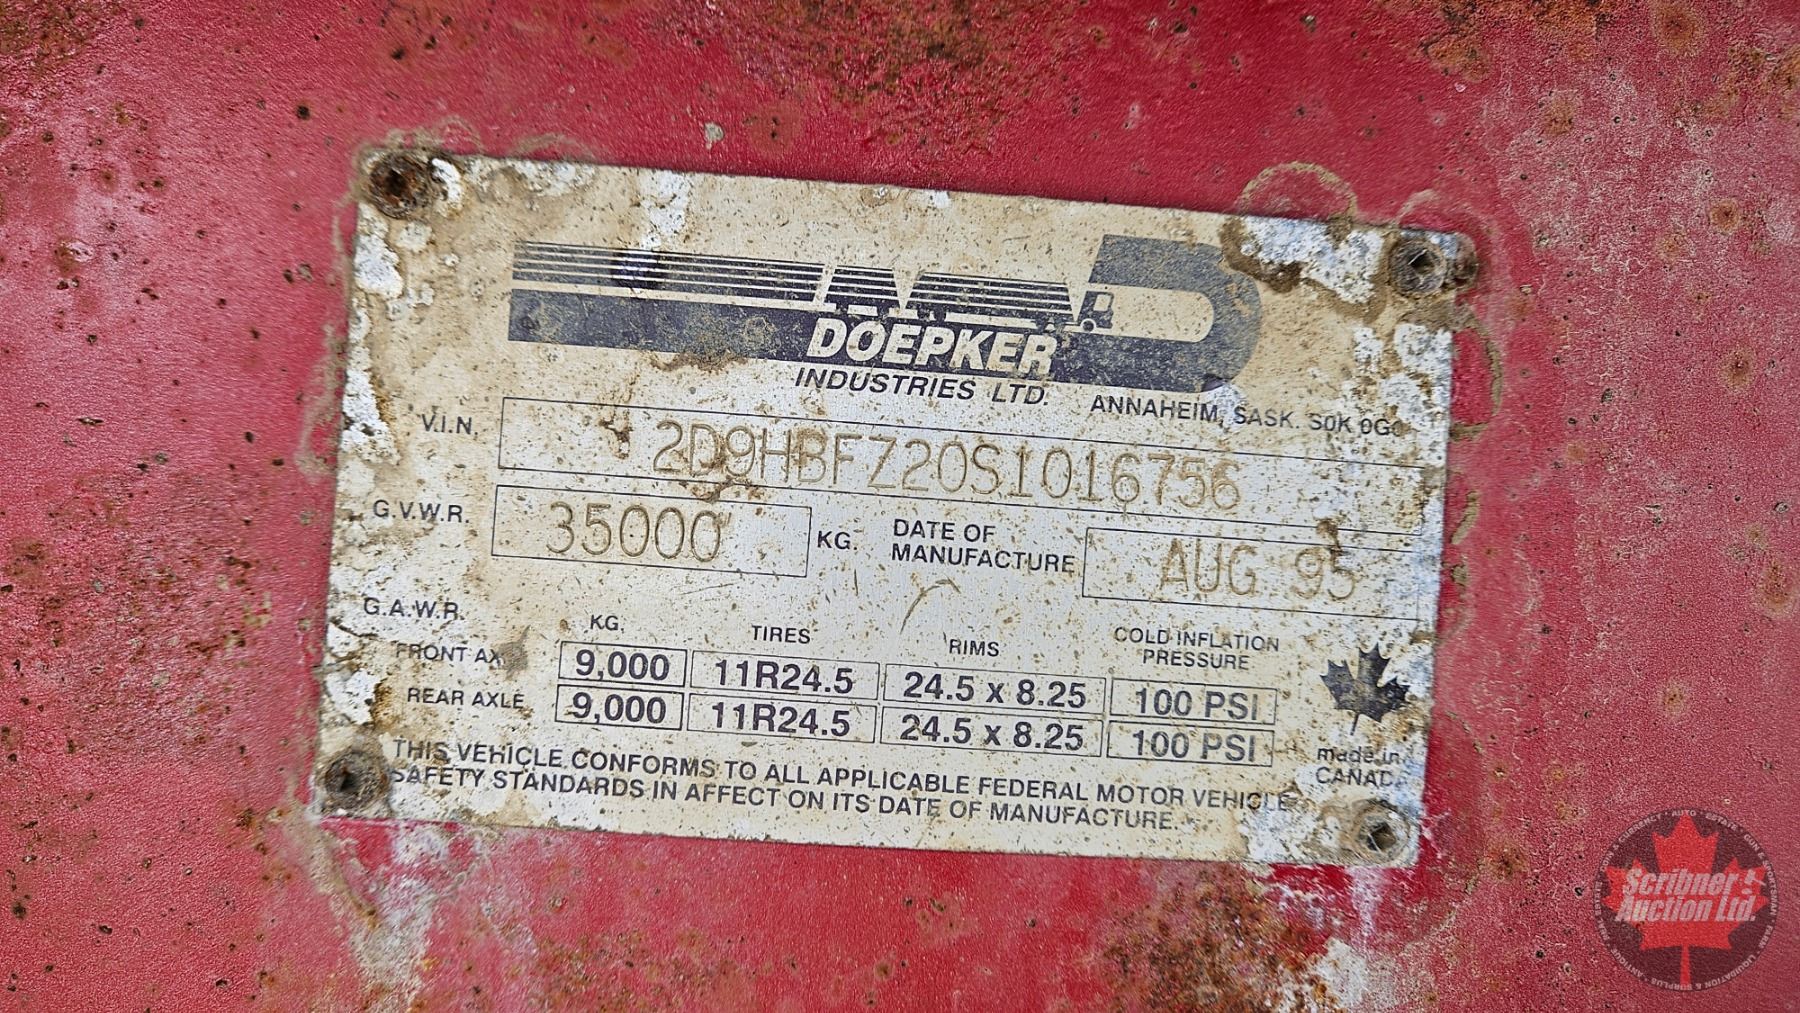 DOEPKER
INDUSTRIES LTD.
ANNAHEIM, SASK. S0K 0G0
V.I.N. 2D9HBFZ20S1016756
G.V.W.R. 35000 KG. DATE OF MANUFACTURE AUG 95
G.A.W.R. KG. TIRES RIMS COLD INFLATION PRESSURE
FRONT AX 9,000 11R24.5 24.5 x 8.25 100 PSI
REAR AXLE 9,000 11R24.5 24.5 x 8.25 100 PSI
made in
CANADA
THIS VEHICLE CONFORMS TO ALL APPLICABLE FEDERAL MOTOR VEHICLE
SAFETY STANDARDS IN AFFECT ON ITS DATE OF MANUFACTURE.
Scribner's
Auction Ltd.